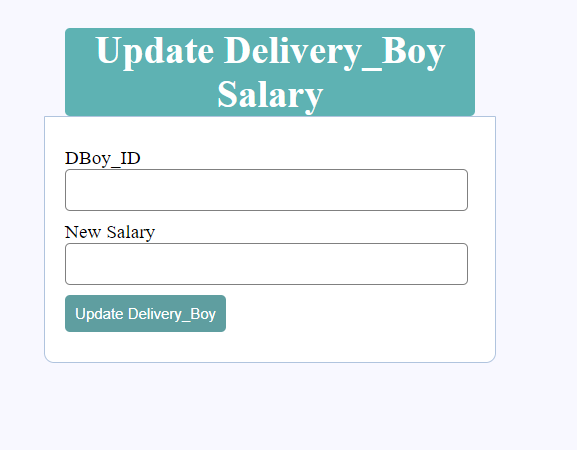 Update Delivery_Boy
Salary
DBoy_ID
New Salary
Update Delivery_Boy